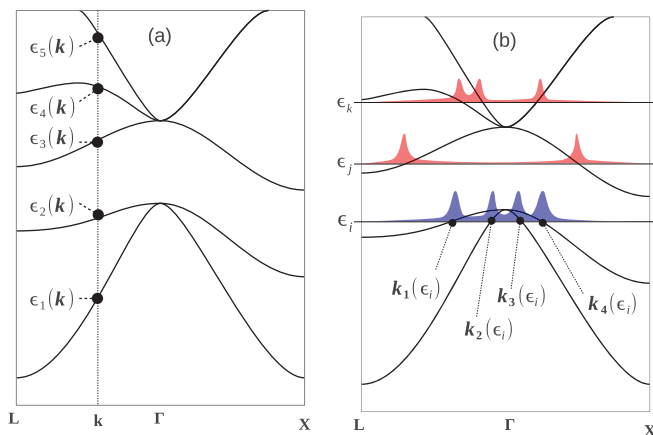 (a)
ϵ₅(k)
ϵ₄(k)
ϵ₃(k)
ϵ₂(k)
ϵ₁(k)
L k Γ X
(b)
ϵₖ
ϵⱼ
ϵᵢ
k₁(ϵᵢ)
k₂(ϵᵢ)
k₃(ϵᵢ)
k₄(ϵᵢ)
L Γ X